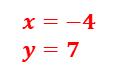 x = −4
y = 7